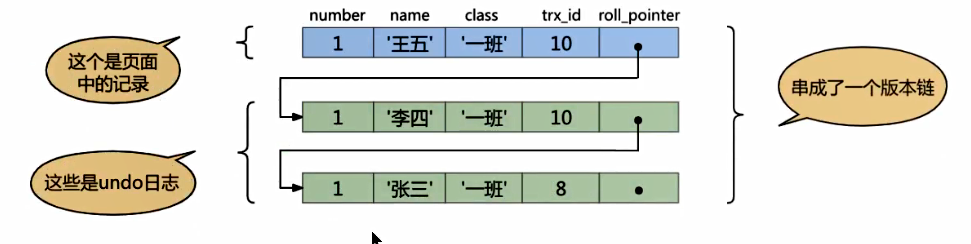 number name class trx_id roll_pointer
1 '王五' '一班' 10
这个是页面
中的记录
串成了一个版本链
1 '李四' '一班' 10
这些是undo日志
1 '张三' '一班' 8